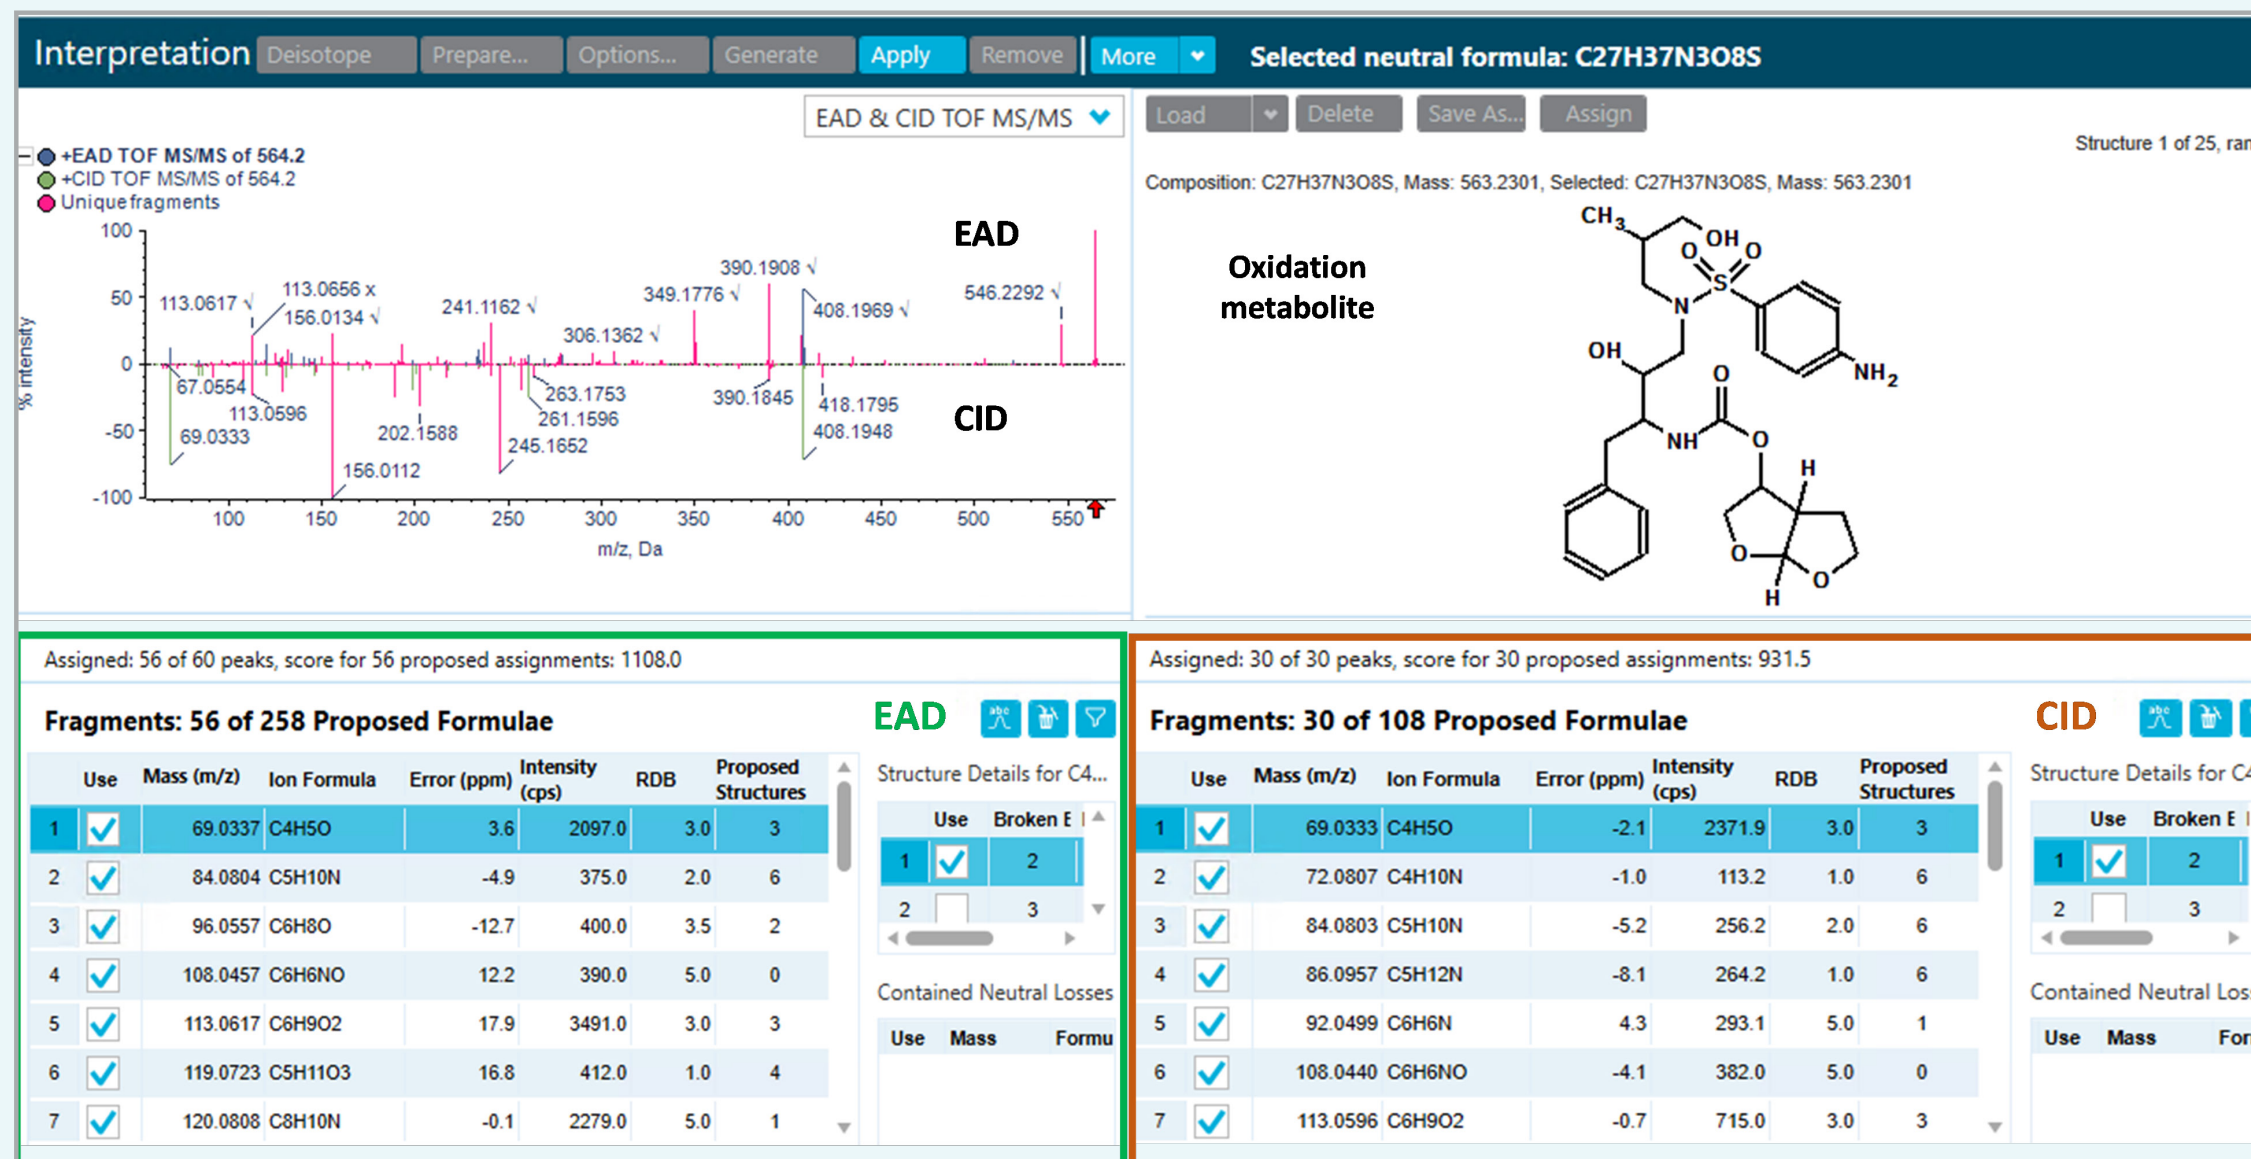 Interpretation Deisotope Prepare... Options... Generate Apply Remove More Selected neutral formula: C27H37N3O8S
EAD & CID TOF MS/MS
+EAD TOF MS/MS of 564.2
+CID TOF MS/MS of 564.2
Unique fragments
% intensity
100
50
0
-50
-100
EAD
CID
113.0617 √
113.0656 x
156.0134 √
241.1162 √
306.1362 √
349.1776 √
390.1908 √
408.1969 √
546.2292 √
67.0554
69.0333
113.0596
156.0112
202.1588
245.1652
263.1753
261.1596
390.1845
418.1795
408.1948
100 150 200 250 300 350 400 450 500 550
m/z, Da
Load Delete Save As... Assign
Structure 1 of 25, ran
Composition: C27H37N3O8S, Mass: 563.2301, Selected: C27H37N3O8S, Mass: 563.2301
Oxidation
metabolite
CH3
OH
O O
S
N
OH
NH2
O
NH
O
H
O
O
H
Assigned: 56 of 60 peaks, score for 56 proposed assignments: 1108.0
Fragments: 56 of 258 Proposed Formulae EAD
Use Mass (m/z) Ion Formula Error (ppm) Intensity (cps) RDB Proposed Structures
1 69.0337 C4H5O 3.6 2097.0 3.0 3
2 84.0804 C5H10N -4.9 375.0 2.0 6
3 96.0557 C6H8O -12.7 400.0 3.5 2
4 108.0457 C6H6NO 12.2 390.0 5.0 0
5 113.0617 C6H9O2 17.9 3491.0 3.0 3
6 119.0723 C5H11O3 16.8 412.0 1.0 4
7 120.0808 C8H10N -0.1 2279.0 5.0 1
Structure Details for C4...
Use Broken E
1 2
2 3
Contained Neutral Losses
Use Mass Formu
Assigned: 30 of 30 peaks, score for 30 proposed assignments: 931.5
Fragments: 30 of 108 Proposed Formulae CID
Use Mass (m/z) Ion Formula Error (ppm) Intensity (cps) RDB Proposed Structures
1 69.0333 C4H5O -2.1 2371.9 3.0 3
2 72.0807 C4H10N -1.0 113.2 1.0 6
3 84.0803 C5H10N -5.2 256.2 2.0 6
4 86.0957 C5H12N -8.1 264.2 1.0 6
5 92.0499 C6H6N 4.3 293.1 5.0 1
6 108.0440 C6H6NO -4.1 382.0 5.0 0
7 113.0596 C6H9O2 -0.7 715.0 3.0 3
Structure Details for C4
Use Broken E
1 2
2 3
Contained Neutral Los
Use Mass For